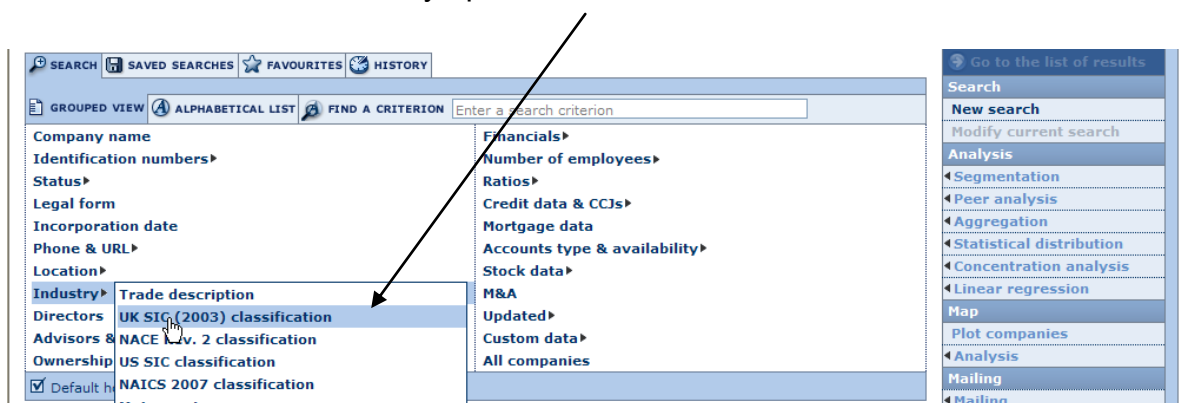 SEARCH SAVED SEARCHES FAVOURITES HISTORY
GROUPED VIEW ALPHABETICAL LIST FIND A CRITERION Enter a search criterion
Company name
Identification numbers
Status
Legal form
Incorporation date
Phone & URL
Location
Industry
Directors
Advisors &
Ownership
Default
Trade description
UK SIC (2003) classification
NACE Rev. 2 classification
US SIC classification
NAICS 2007 classification
Financials
Number of employees
Ratios
Credit data & CCJs
Mortgage data
Accounts type & availability
Stock data
M&A
Updated
Custom data
All companies
Go to the list of results
Search
New search
Modify current search
Analysis
Segmentation
Peer analysis
Aggregation
Statistical distribution
Concentration analysis
Linear regression
Map
Plot companies
Analysis
Mailing
Mailing